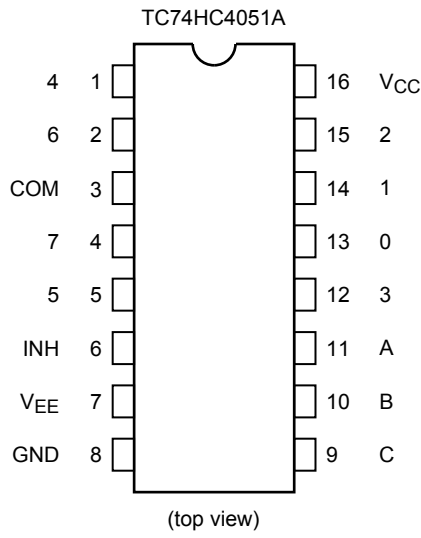 TC74HC4051A
4 1 16 VCC
6 2 15 2
COM 3 14 1
7 4 13 0
5 5 12 3
INH 6 11 A
VEE 7 10 B
GND 8 9 C
(top view)